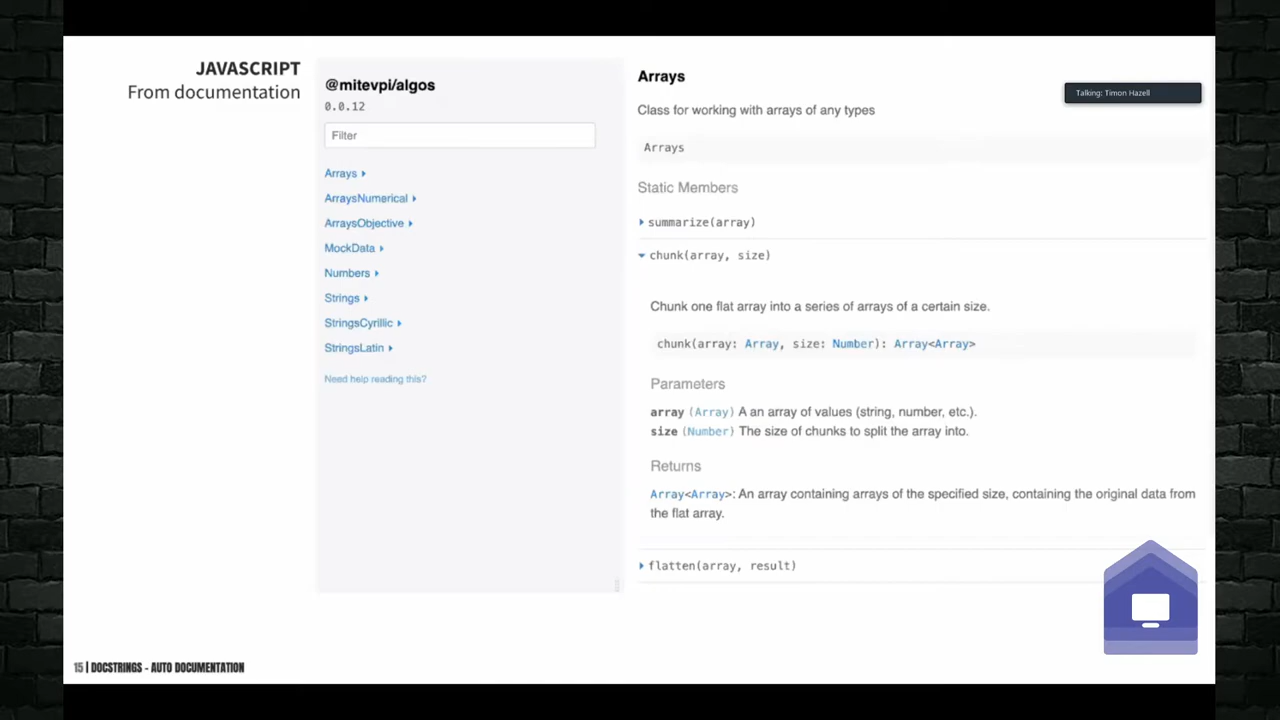 JAVASCRIPT
From documentation
@mitevpi/algos
0.0.12
Filter
Arrays
ArraysNumerical
ArraysObjective
MockData
Numbers
Strings
StringsCyrillic
StringsLatin
Need help reading this?
Arrays
Class for working with arrays of any types
Arrays
Static Members
summarize(array)
chunk(array, size)
Chunk one flat array into a series of arrays of a certain size.
chunk(array: Array, size: Number): Array<Array>
Parameters
array (Array) A an array of values (string, number, etc.).
size (Number) The size of chunks to split the array into.
Returns
Array<Array>: An array containing arrays of the specified size, containing the original data from
the flat array.
flatten(array, result)
Talking: Timon Hazell
15 | DOCSTRINGS - AUTO DOCUMENTATION